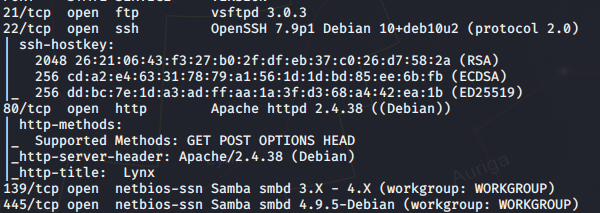 21/tcp open ftp vsftpd 3.0.3
22/tcp open ssh OpenSSH 7.9p1 Debian 10+deb10u2 (protocol 2.0)
| ssh-hostkey:
| 2048 26:21:06:43:f3:27:b0:2f:df:eb:37:c0:26:d7:58:2a (RSA)
| 256 cd:a2:e4:63:31:78:79:a1:56:1d:1d:bd:85:ee:6b:fb (ECDSA)
|_ 256 dd:bc:7e:1d:a3:ad:ff:aa:1a:3f:d3:68:a4:42:ea:1b (ED25519)
80/tcp open http Apache httpd 2.4.38 ((Debian))
| http-methods:
|_ Supported Methods: GET POST OPTIONS HEAD
|_http-server-header: Apache/2.4.38 (Debian)
|_http-title: Lynx
Auriga
139/tcp open netbios-ssn Samba smbd 3.X - 4.X (workgroup: WORKGROUP)
445/tcp open netbios-ssn Samba smbd 4.9.5-Debian (workgroup: WORKGROUP)